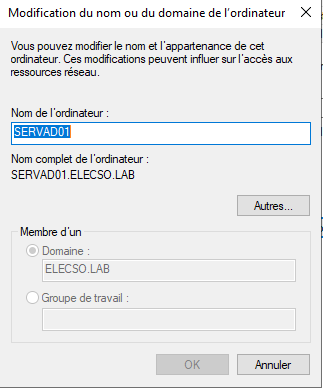 Modification du nom ou du domaine de l'ordinateur
Vous pouvez modifier le nom et l'appartenance de cet
ordinateur. Ces modifications peuvent influer sur l'accès aux
ressources réseau.
Nom de l'ordinateur :
SERVAD01
Nom complet de l'ordinateur :
SERVAD01.ELECSO.LAB
Autres...
Membre d'un
Domaine :
ELECSO.LAB
Groupe de travail :
OK Annuler